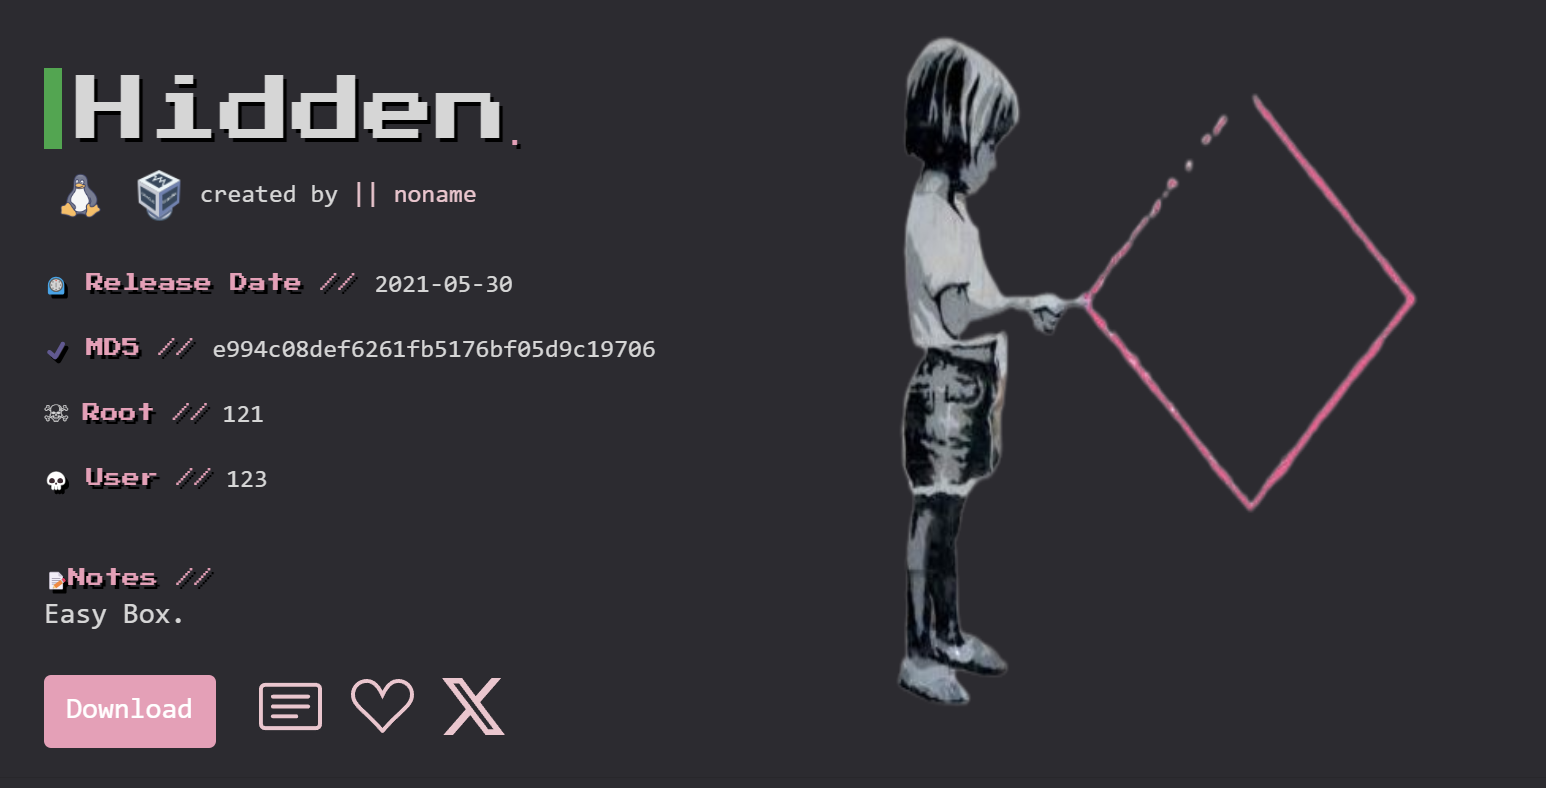 Hidden.
created by || noname
Release Date // 2021-05-30
MD5 // e994c08def6261fb5176bf05d9c19706
Root // 121
User // 123
Notes //
Easy Box.
Download